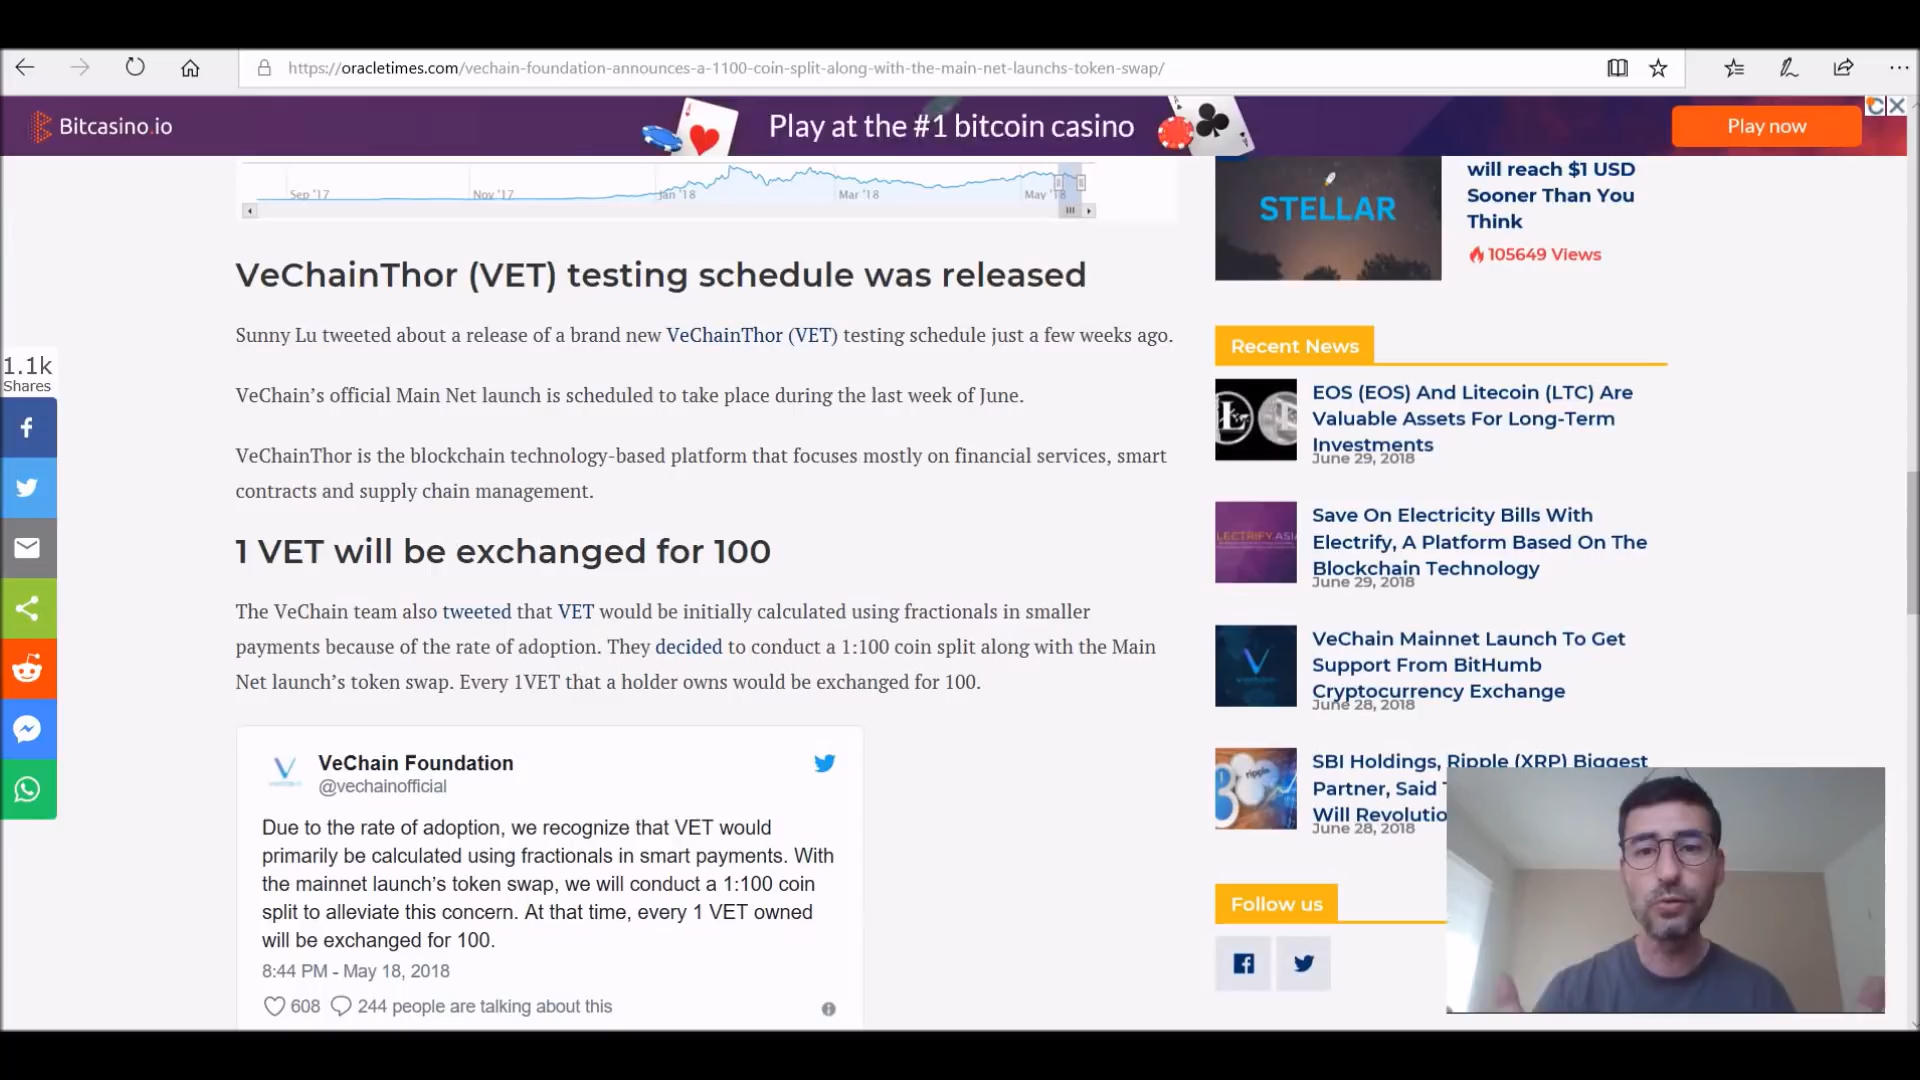 https://oracletimes.com/vechain-foundation-announces-a-1100-coin-split-along-with-the-main-net-launchs-token-swap/
Bitcasino.io
Play at the #1 bitcoin casino
Play now
Sep '17
Nov '17
Jan '18
Mar '18
May '18
VeChainThor (VET) testing schedule was released
Sunny Lu tweeted about a release of a brand new VeChainThor (VET) testing schedule just a few weeks ago.
VeChain's official Main Net launch is scheduled to take place during the last week of June.
VeChainThor is the blockchain technology-based platform that focuses mostly on financial services, smart
contracts and supply chain management.
1 VET will be exchanged for 100
The VeChain team also tweeted that VET would be initially calculated using fractionals in smaller
payments because of the rate of adoption. They decided to conduct a 1:100 coin split along with the Main
Net launch's token swap. Every 1VET that a holder owns would be exchanged for 100.
VeChain Foundation
@vechainofficial
Due to the rate of adoption, we recognize that VET would
primarily be calculated using fractionals in smart payments. With
the mainnet launch's token swap, we will conduct a 1:100 coin
split to alleviate this concern. At that time, every 1 VET owned
will be exchanged for 100.
8:44 PM - May 18, 2018
608
244 people are talking about this
1.1k
Shares
STELLAR
will reach $1 USD
Sooner Than You
Think
105649 Views
Recent News
EOS (EOS) And Litecoin (LTC) Are
Valuable Assets For Long-Term
Investments
June 29, 2018
LECTRIFY.ASI
Save On Electricity Bills With
Electrify, A Platform Based On The
Blockchain Technology
June 29, 2018
VeChain Mainnet Launch To Get
Support From BitHumb
Cryptocurrency Exchange
June 28, 2018
ripple
SBI Holdings, Ripple (XRP) Biggest
Partner, Said
Will Revolutio
June 28, 2018
Follow us